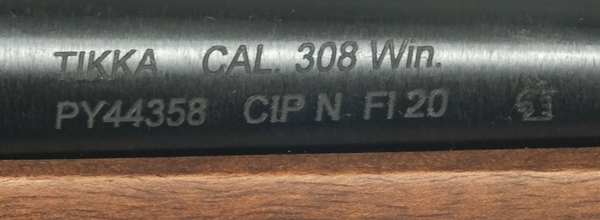 TIKKA CAL. 308 Win.
PY44358 CIP N FI 20